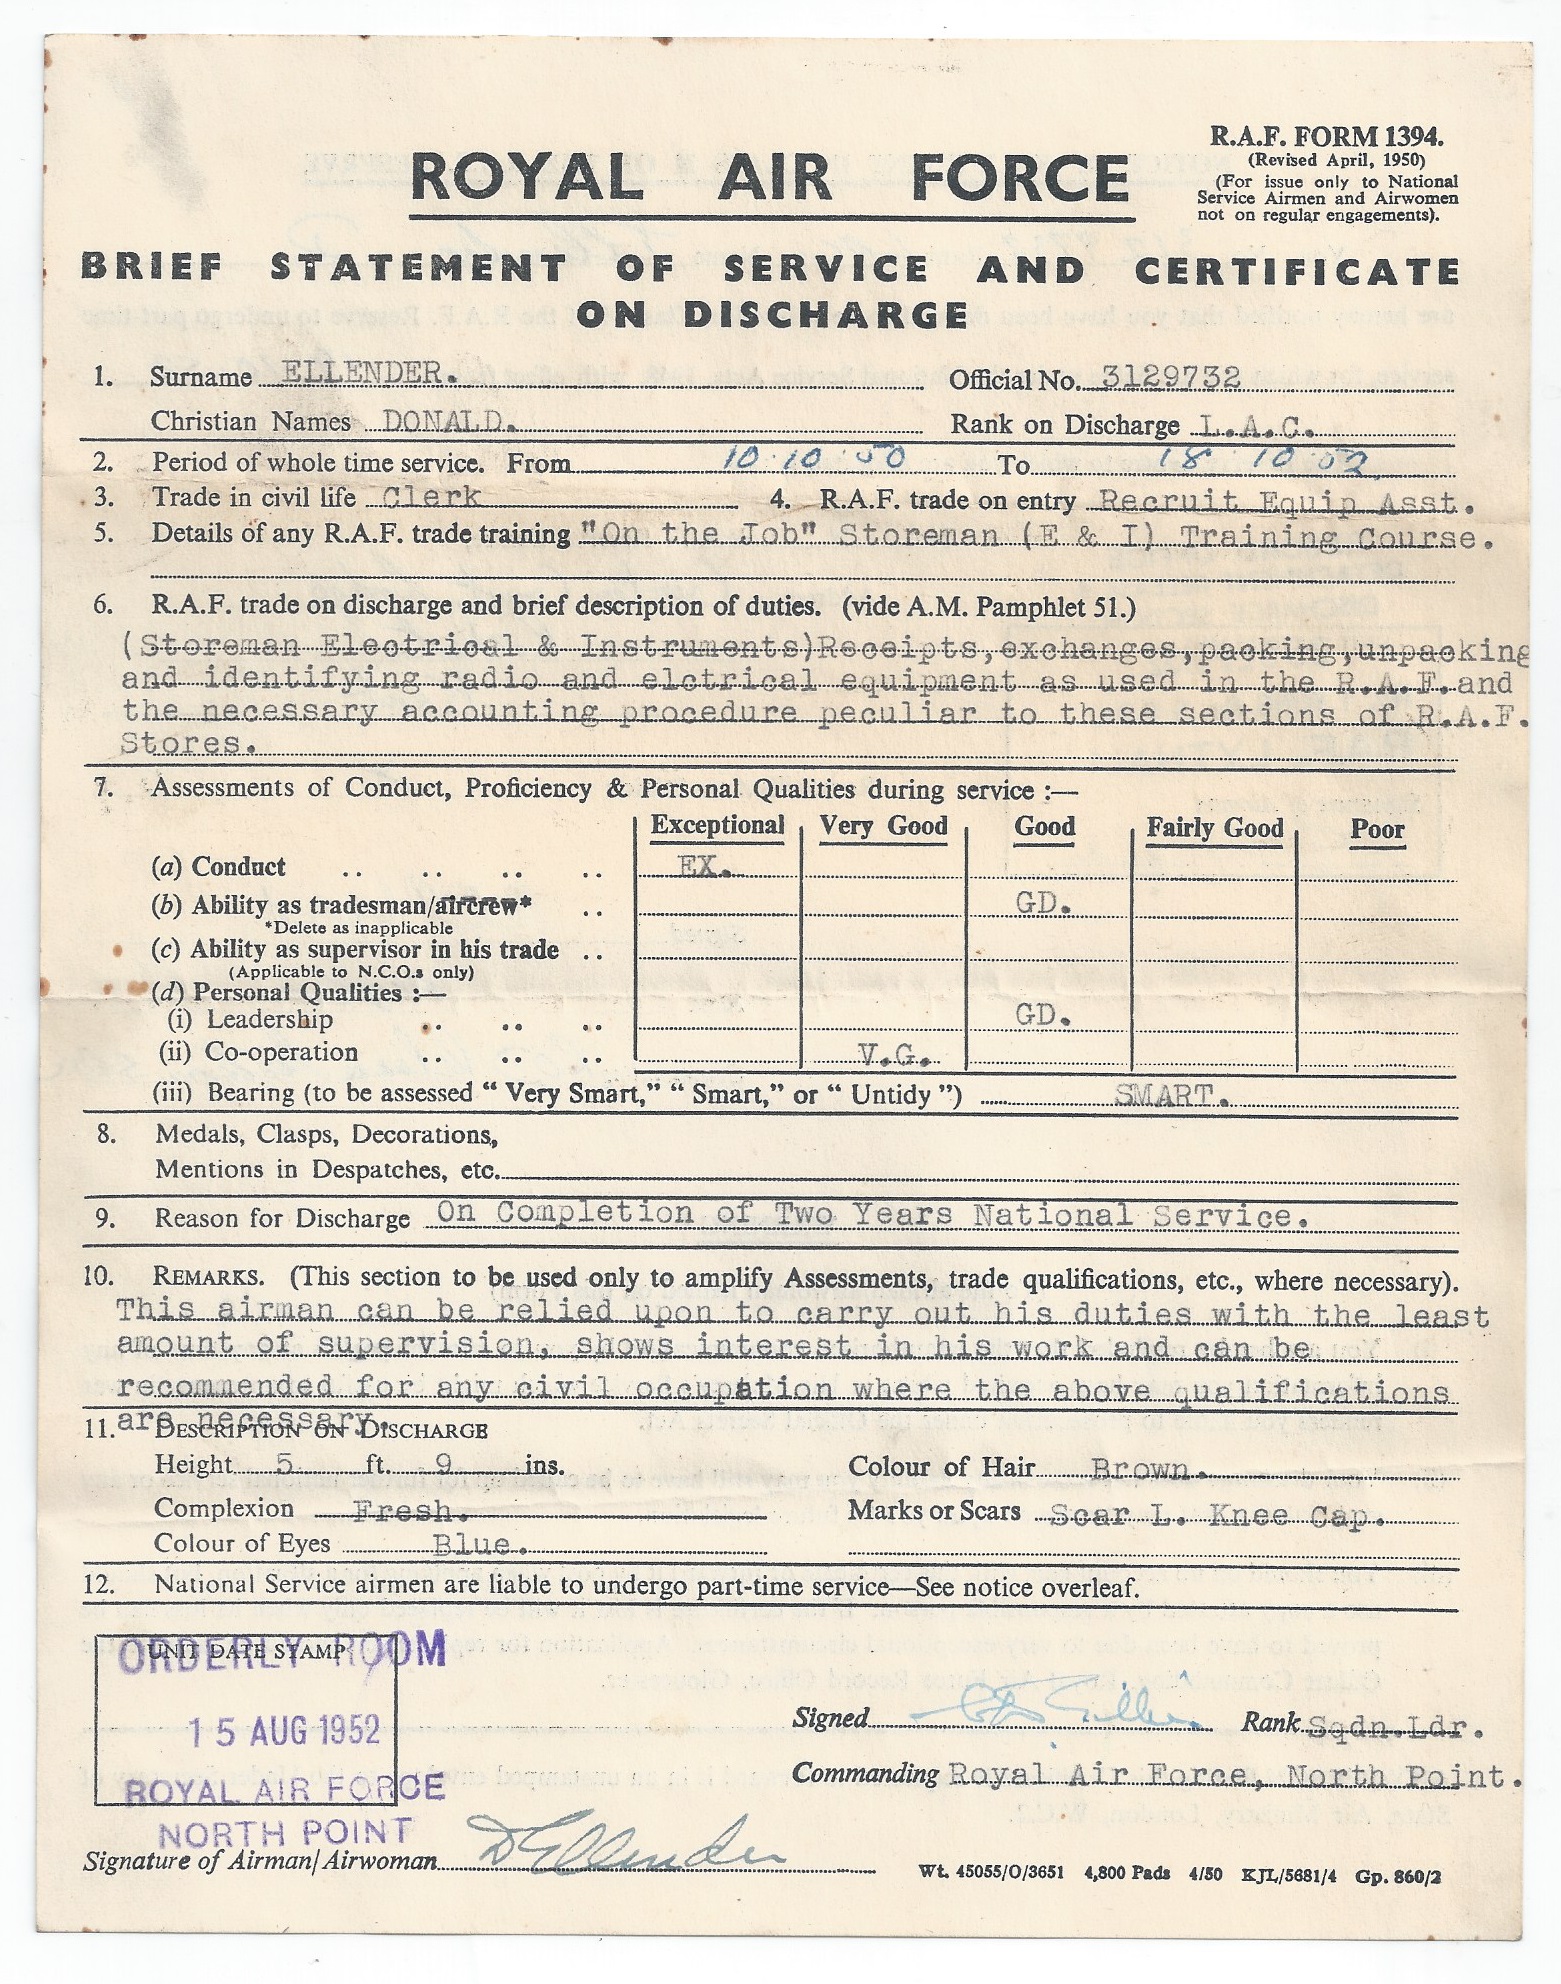 R.A.F. FORM 1394.
(Revised April, 1950)
(For issue only to National
Service Airmen and Airwomen
not on regular engagements).
ROYAL AIR FORCE
BRIEF STATEMENT OF SERVICE AND CERTIFICATE
ON DISCHARGE
1. Surname ELLENDER. Official No. 3129732
Christian Names DONALD. Rank on Discharge L.A.C.
2. Period of whole time service. From 10·10·50 To 18·10·52
3. Trade in civil life Clerk 4. R.A.F. trade on entry Recruit Equip Asst.
5. Details of any R.A.F. trade training "On the Job" Storeman (E & I) Training Course.
6. R.A.F. trade on discharge and brief description of duties. (vide A.M. Pamphlet 51.)
(Storeman Electrical & Instruments)Receipts,exchanges,packing,unpacking
and identifying radio and elctrical equipment as used in the R.A.F.and
the necessary accounting procedure peculiar to these sections of R.A.F.
Stores.
7. Assessments of Conduct, Proficiency & Personal Qualities during service :—
Exceptional Very Good Good Fairly Good Poor
(a) Conduct .. .. .. .. EX.
(b) Ability as tradesman/aircrew* .. GD.
*Delete as inapplicable
(c) Ability as supervisor in his trade ..
(Applicable to N.C.O.s only)
(d) Personal Qualities :—
(i) Leadership .. .. .. GD.
(ii) Co-operation .. .. .. V.G.
(iii) Bearing (to be assessed “ Very Smart,” “ Smart,” or “ Untidy ”) SMART.
8. Medals, Clasps, Decorations,
Mentions in Despatches, etc.
9. Reason for Discharge On Completion of Two Years National Service.
10. REMARKS. (This section to be used only to amplify Assessments, trade qualifications, etc., where necessary).
This airman can be relied upon to carry out his duties with the least
amount of supervision, shows interest in his work and can be
recommended for any civil occupation where the above qualifications
are necessary.
11. DESCRIPTION ON DISCHARGE
Height 5 ft. 9 ins. Colour of Hair Brown.
Complexion Fresh. Marks or Scars Scar L. Knee Cap.
Colour of Eyes Blue.
12. National Service airmen are liable to undergo part-time service—See notice overleaf.
UNIT DATE STAMP
ORDERLY ROOM
15 AUG 1952
ROYAL AIR FORCE
NORTH POINT
Signed Rank Sqdn.Ldr.
Commanding Royal Air Force, North Point.
Signature of Airman/Airwoman D Ellender
Wt. 45055/O/3651 4,800 Pads 4/50 KJL/5681/4 Gp. 860/2